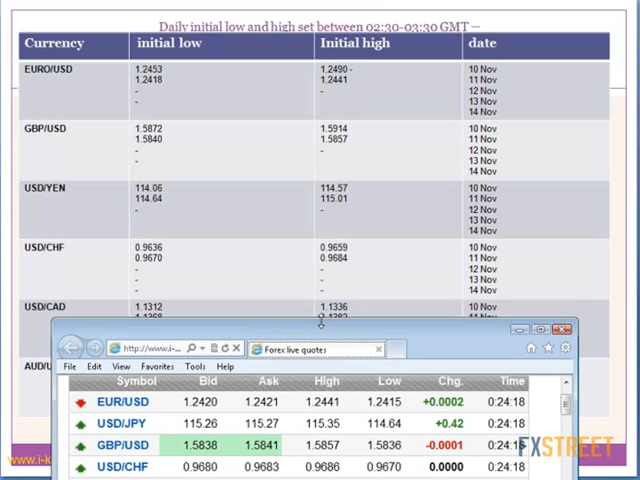 Daily initial low and high set between 02:30-03:30 GMT –
Currency initial low Initial high date
EURO/USD 1.2453 1.2490 - 10 Nov
1.2418 1.2441 11 Nov
- - 12 Nov
- 13 Nov
14 Nov
GBP/USD 1.5872 1.5914 10 Nov
1.5840 1.5857 11 Nov
- - 12 Nov
- 13 Nov
14 Nov
USD/YEN 114.06 114.57 10 Nov
114.64 115.01 11 Nov
- - 12 Nov
13 Nov
14 Nov
USD/CHF 0.9636 0.9659 10 Nov
0.9670 0.9684 11 Nov
- - 12 Nov
- - 13 Nov
- - 14 Nov
USD/CAD 1.1312 1.1336 10 Nov
11 Nov
AUD/U
http://www.i-...
Forex live quotes
File Edit View Favorites Tools Help
Symbol Bid Ask High Low Chg. Time
EUR/USD 1.2420 1.2421 1.2441 1.2415 +0.0002 0:24:18
USD/JPY 115.26 115.27 115.35 114.64 +0.42 0:24:18
GBP/USD 1.5838 1.5841 1.5857 1.5836 -0.0001 0:24:18
USD/CHF 0.9680 0.9683 0.9686 0.9670 0.0000 0:24:18
FXSTREET
www.i-k